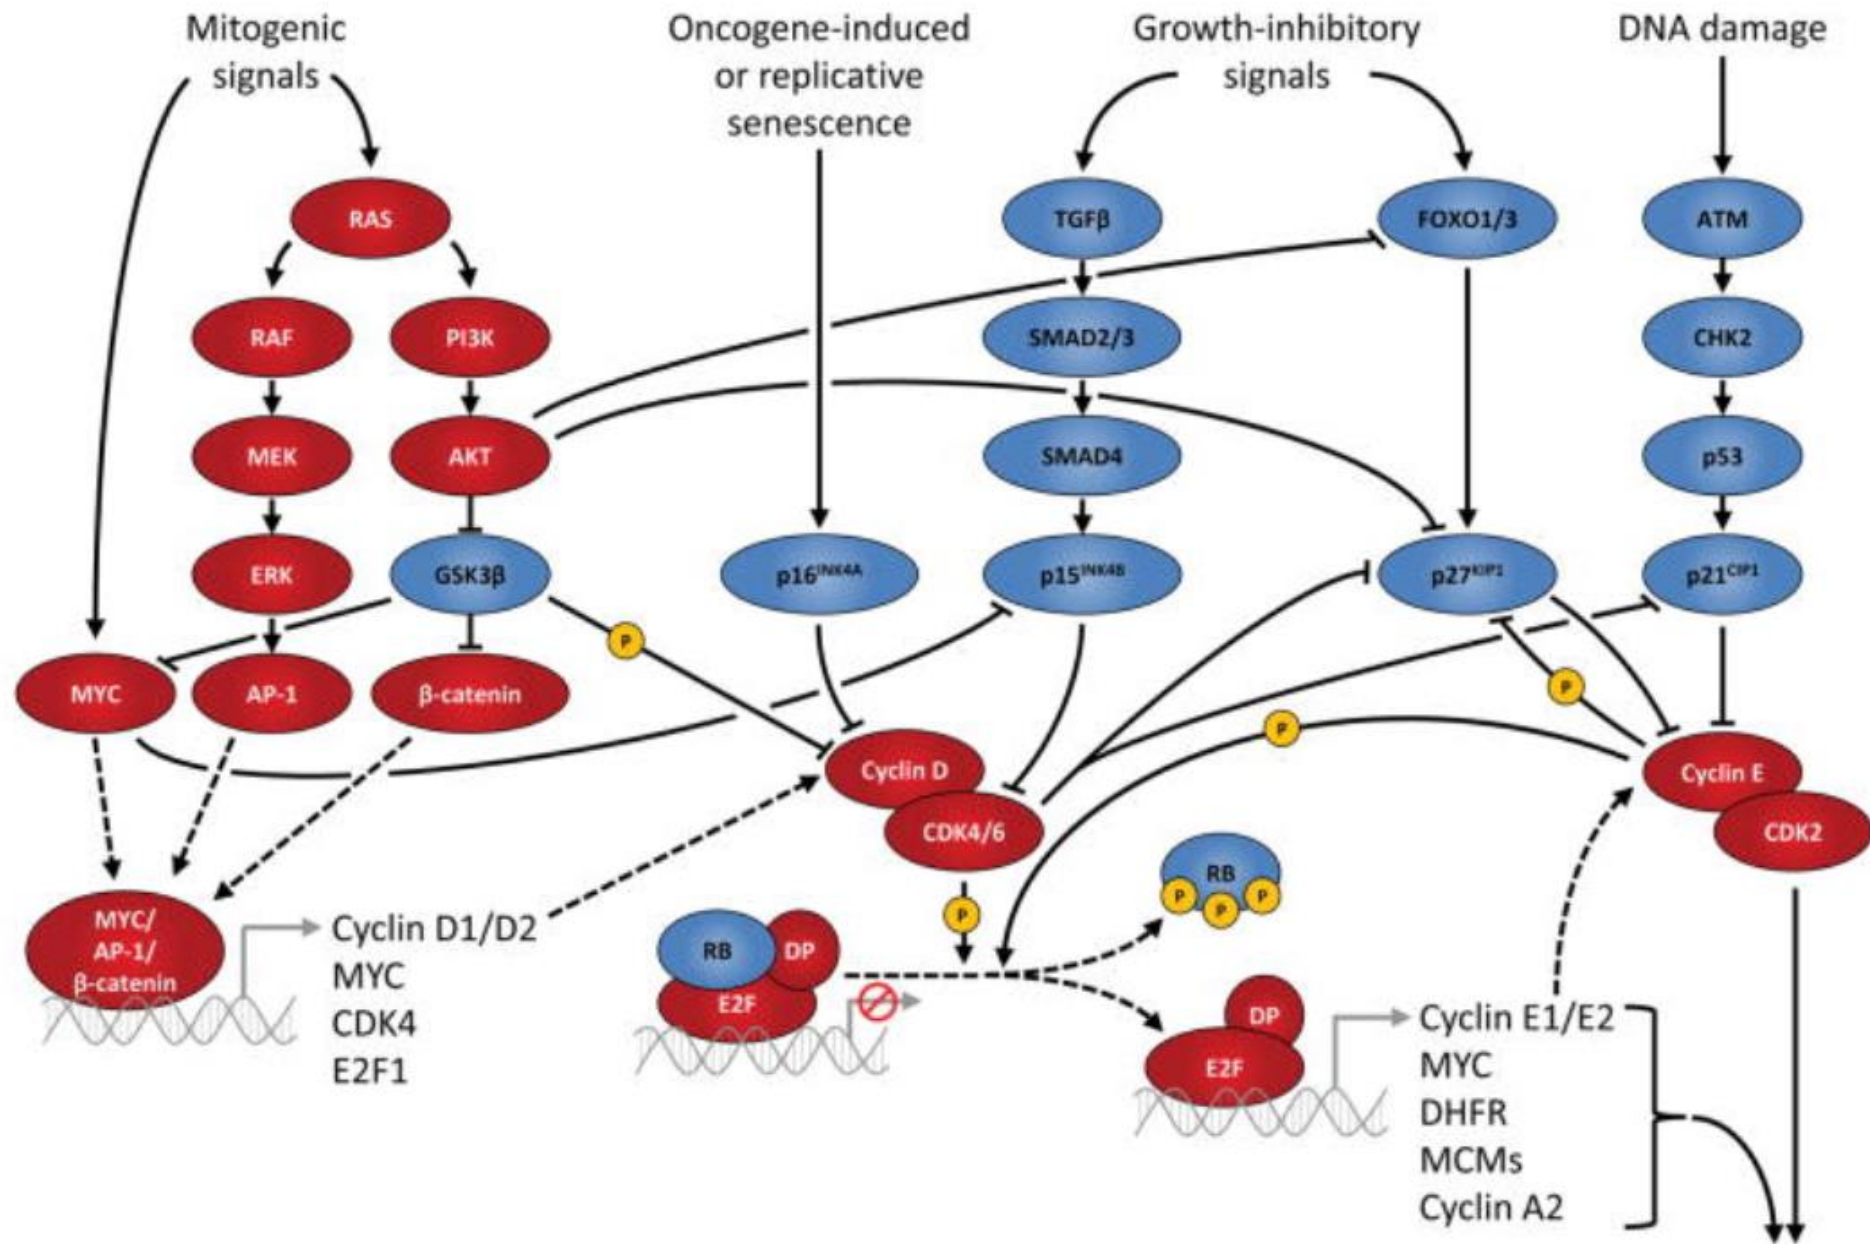 Mitogenic
signals
Oncogene-induced
or replicative
senescence
Growth-inhibitory
signals
DNA damage
RAS
TGFβ
FOXO1/3
ATM
RAF
PI3K
SMAD2/3
CHK2
MEK
AKT
SMAD4
p53
ERK
GSK3β
p16INK4A
p15INK4B
p27KIP1
p21CIP1
P
MYC
AP-1
β-catenin
P
P
Cyclin D
CDK4/6
Cyclin E
CDK2
MYC/
AP-1/
β-catenin
Cyclin D1/D2
MYC
CDK4
E2F1
P
RB
DP
E2F
RB
P
P
P
DP
E2F
Cyclin E1/E2
MYC
DHFR
MCMs
Cyclin A2